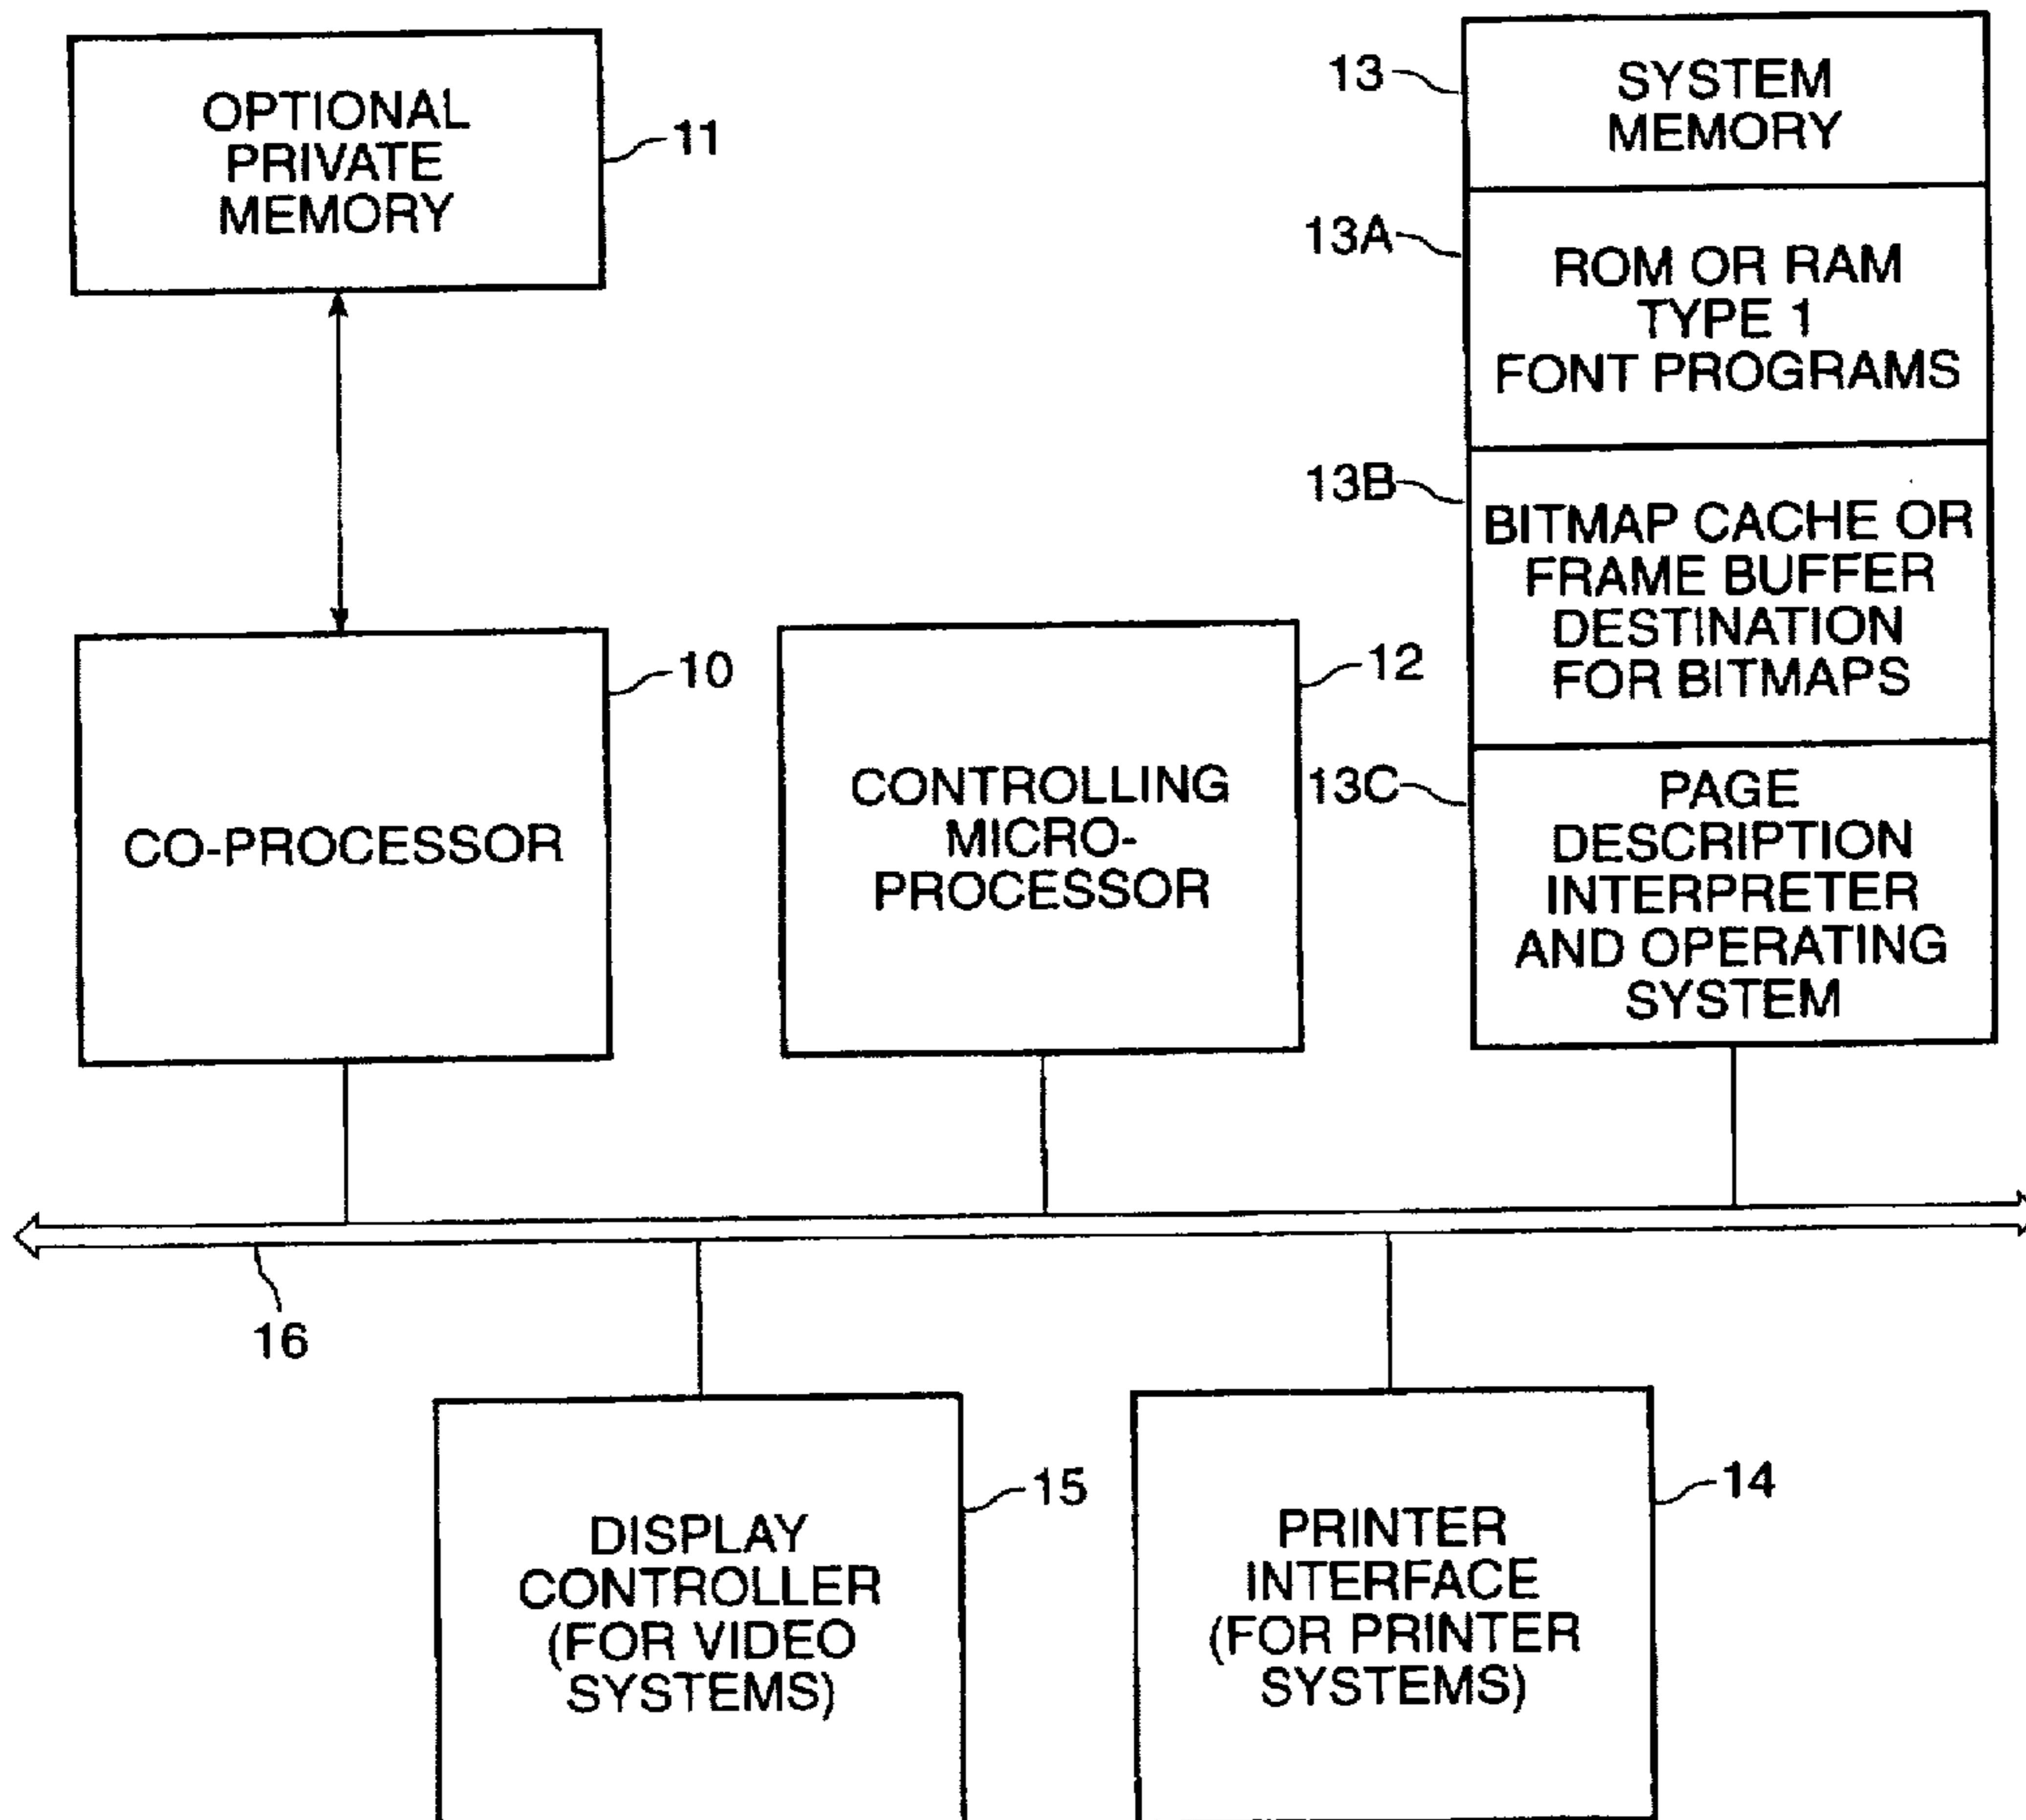 OPTIONAL
PRIVATE
MEMORY
11
13
SYSTEM
MEMORY
13A
ROM OR RAM
TYPE 1
FONT PROGRAMS
13B
BITMAP CACHE OR
FRAME BUFFER
DESTINATION
FOR BITMAPS
13C
PAGE
DESCRIPTION
INTERPRETER
AND OPERATING
SYSTEM
10
CO-PROCESSOR
12
CONTROLLING
MICRO-
PROCESSOR
16
15
DISPLAY
CONTROLLER
(FOR VIDEO
SYSTEMS)
14
PRINTER
INTERFACE
(FOR PRINTER
SYSTEMS)